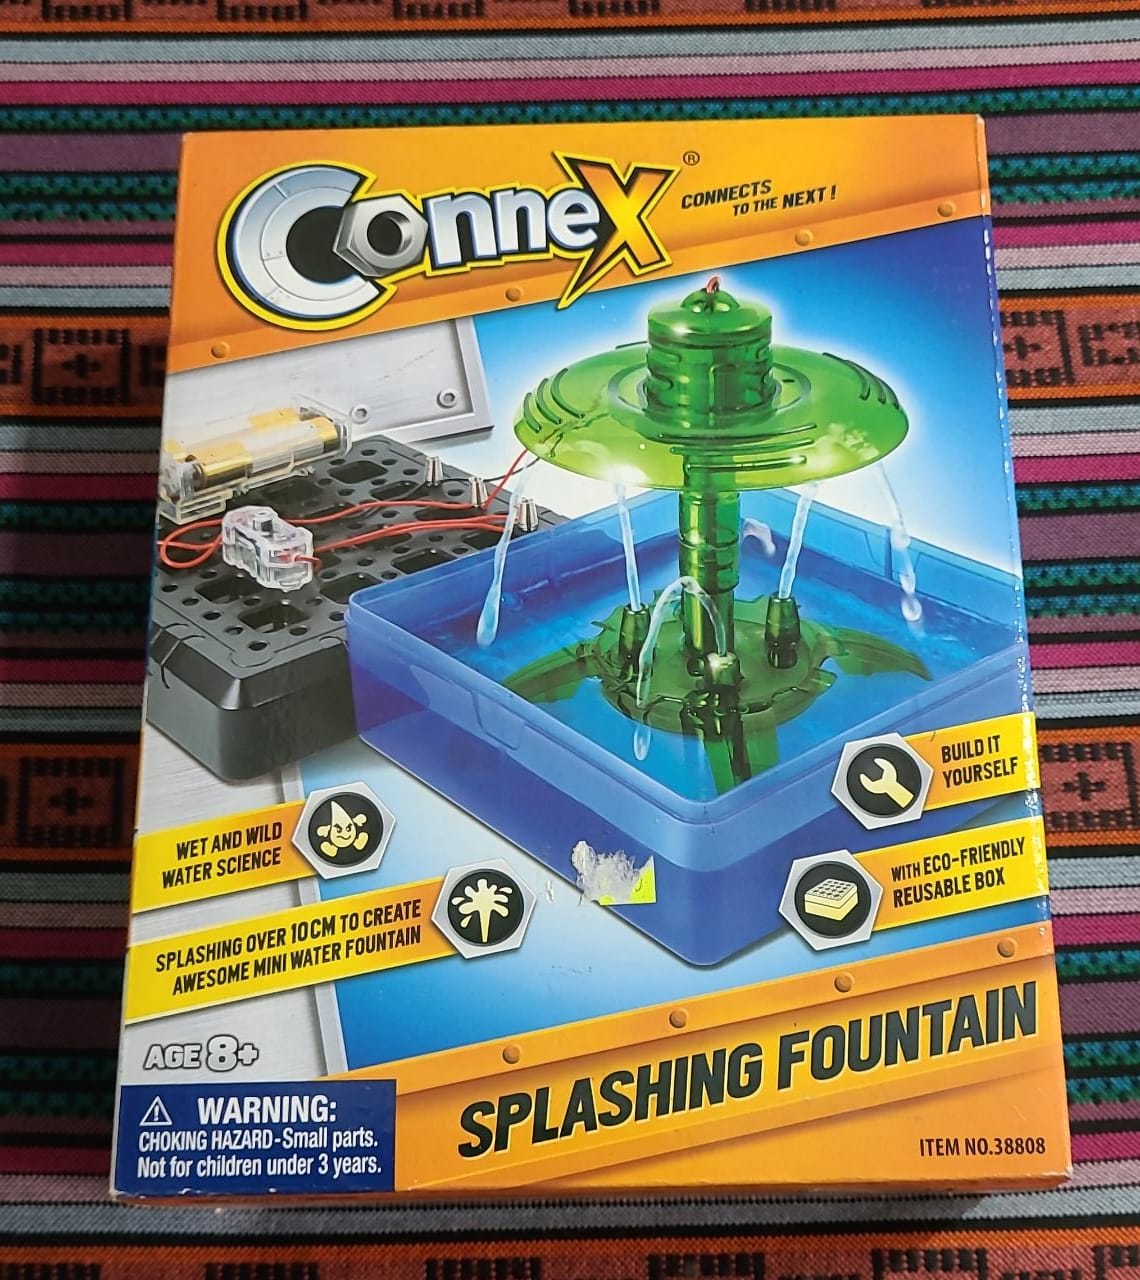 ConneX®
CONNECTS
TO THE NEXT!
BUILD IT
YOURSELF
WET AND WILD
WATER SCIENCE
WITH ECO-FRIENDLY
REUSABLE BOX
SPLASHING OVER 10CM TO CREATE
AWESOME MINI WATER FOUNTAIN
AGE 8+
WARNING:
CHOKING HAZARD-Small parts.
Not for children under 3 years.
SPLASHING FOUNTAIN
ITEM NO.38808